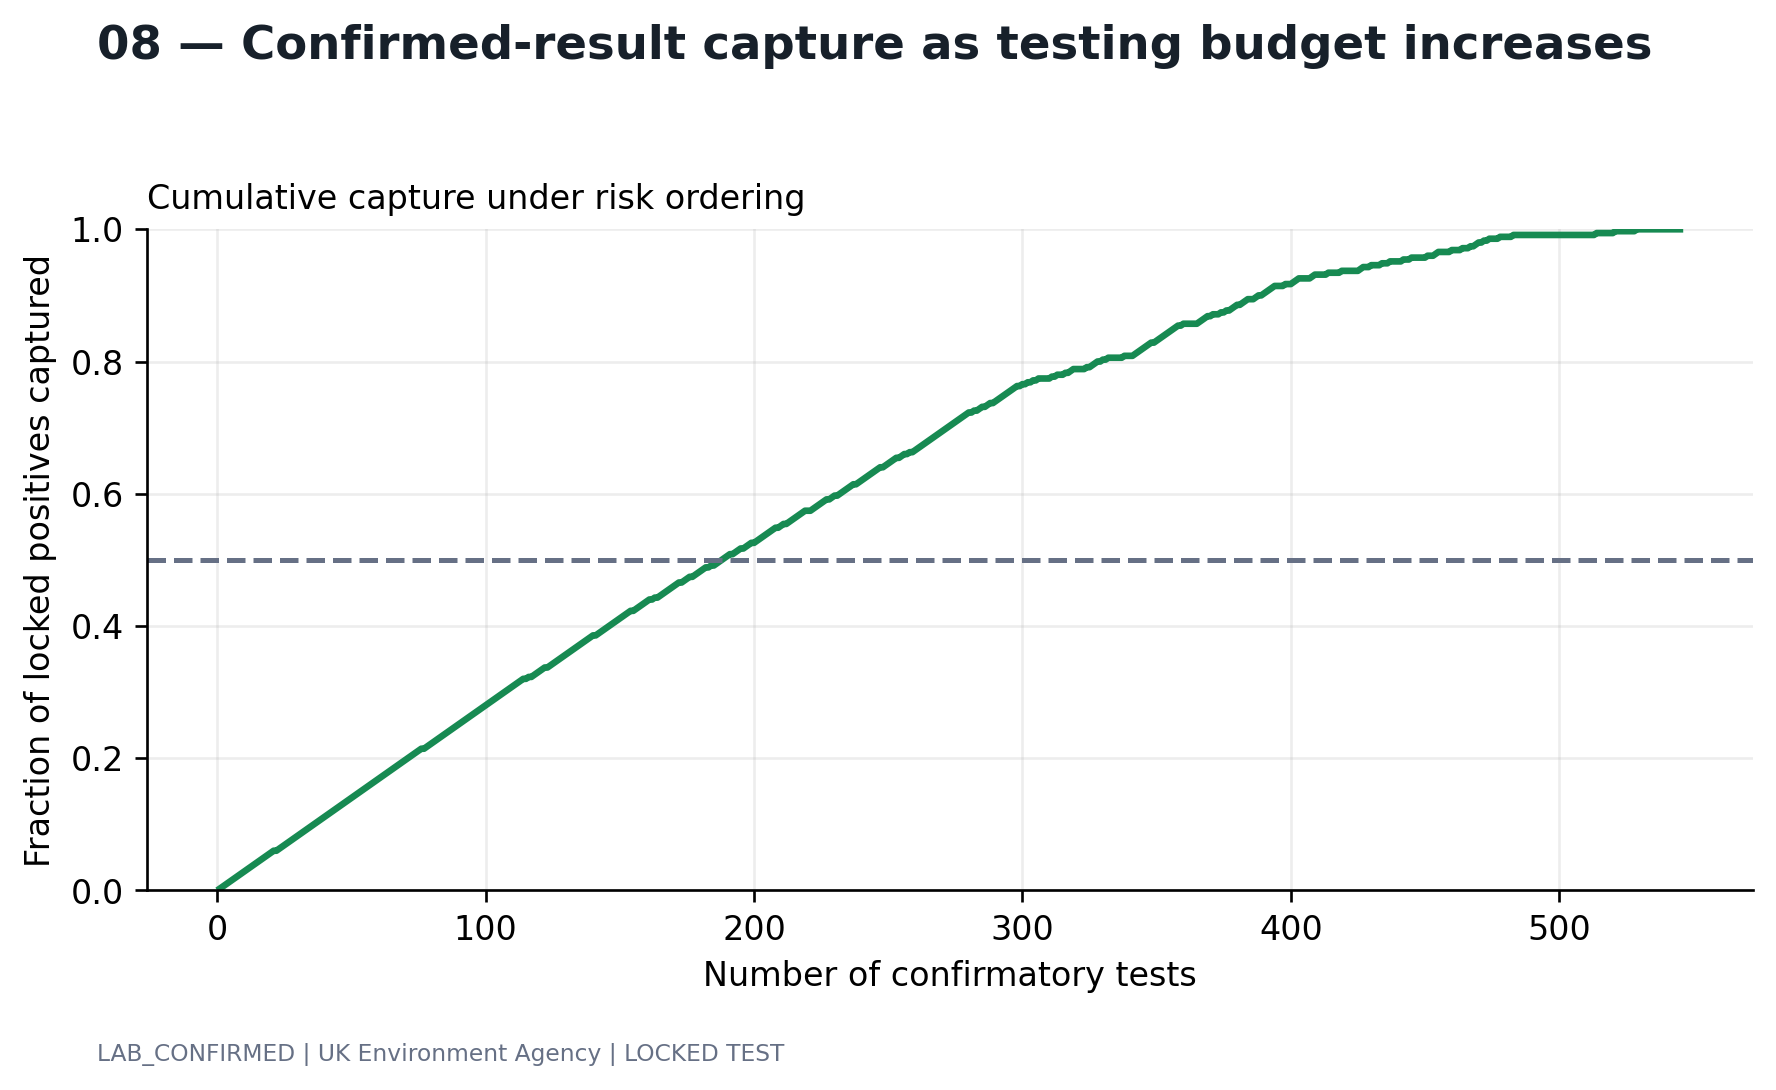 08 — Confirmed-result capture as testing budget increases
Cumulative capture under risk ordering
1.0
0.8
0.6
0.4
0.2
0.0
Fraction of locked positives captured
0 100 200 300 400 500
Number of confirmatory tests
LAB_CONFIRMED | UK Environment Agency | LOCKED TEST